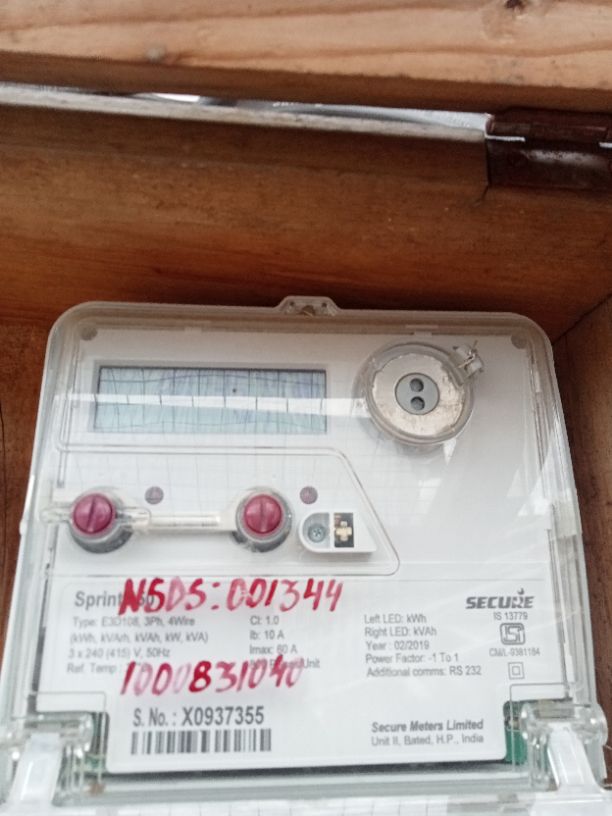 Sprint
N5DS:001344
Type: E3D108, 3Ph, 4Wire
(kWh, kVArh, kVAh, kW, kVA)
3 x 240 (415) V, 50Hz
Ref. Temp :
Cl: 1.0
Ib: 10 A
Imax: 60 A
/Unit
1000831040
S. No. : X0937355
Left LED: kWh
Right LED: kVAh
Year : 02/2019
Power Factor: -1 To 1
Additional comms: RS 232
SECURE
IS 13779
CM/L-9381184
Secure Meters Limited
Unit II, Bated, H.P., India